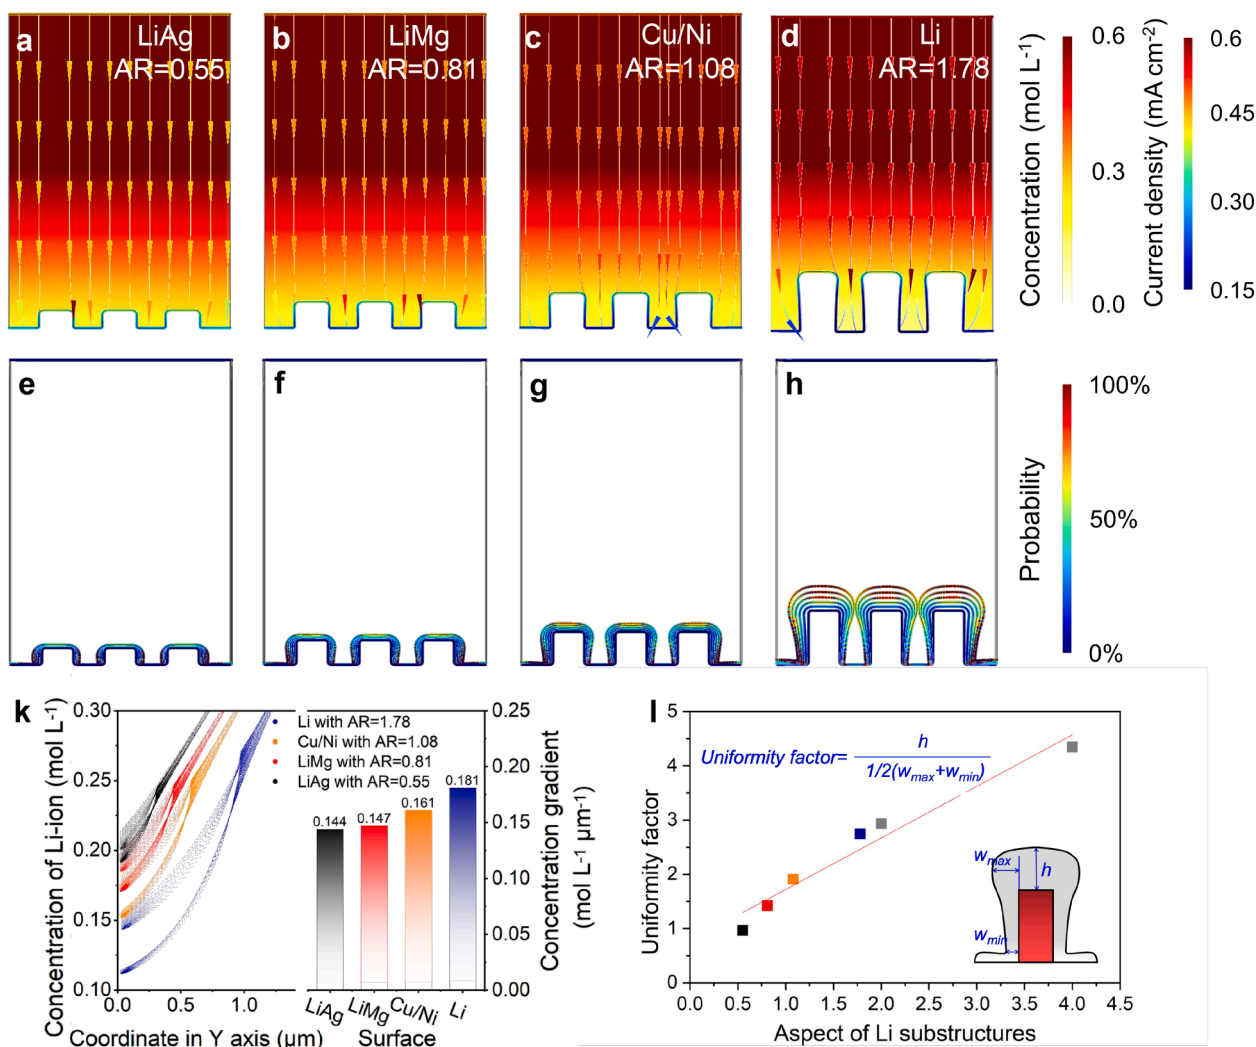 a LiAg
AR=0.55
b LiMg
AR=0.81
c Cu/Ni
AR=1.08
d Li
AR=1.78
Concentration (mol L-1)
0.6
0.3
0.0
Current density (mA cm-2)
0.6
0.45
0.30
0.15
e
f
g
h
Probability
100%
50%
0%
k
Concentration of Li-ion (mol L-1)
0.30
0.25
0.20
0.15
0.10
0.0 0.5 1.0
Coordinate in Y axis (μm)
Li with AR=1.78
Cu/Ni with AR=1.08
LiMg with AR=0.81
LiAg with AR=0.55
0.144 0.147 0.161 0.181
LiAg LiMg Cu/Ni Li
Surface
0.25
0.20
0.15
0.10
0.05
0.00
Concentration gradient
(mol L-1 μm-1)
l
Uniformity factor
5
4
3
2
1
0
Uniformity factor= h
1/2(wmax+wmin)
wmax h
wmin
0.0 0.5 1.0 1.5 2.0 2.5 3.0 3.5 4.0 4.5
Aspect of Li substructures